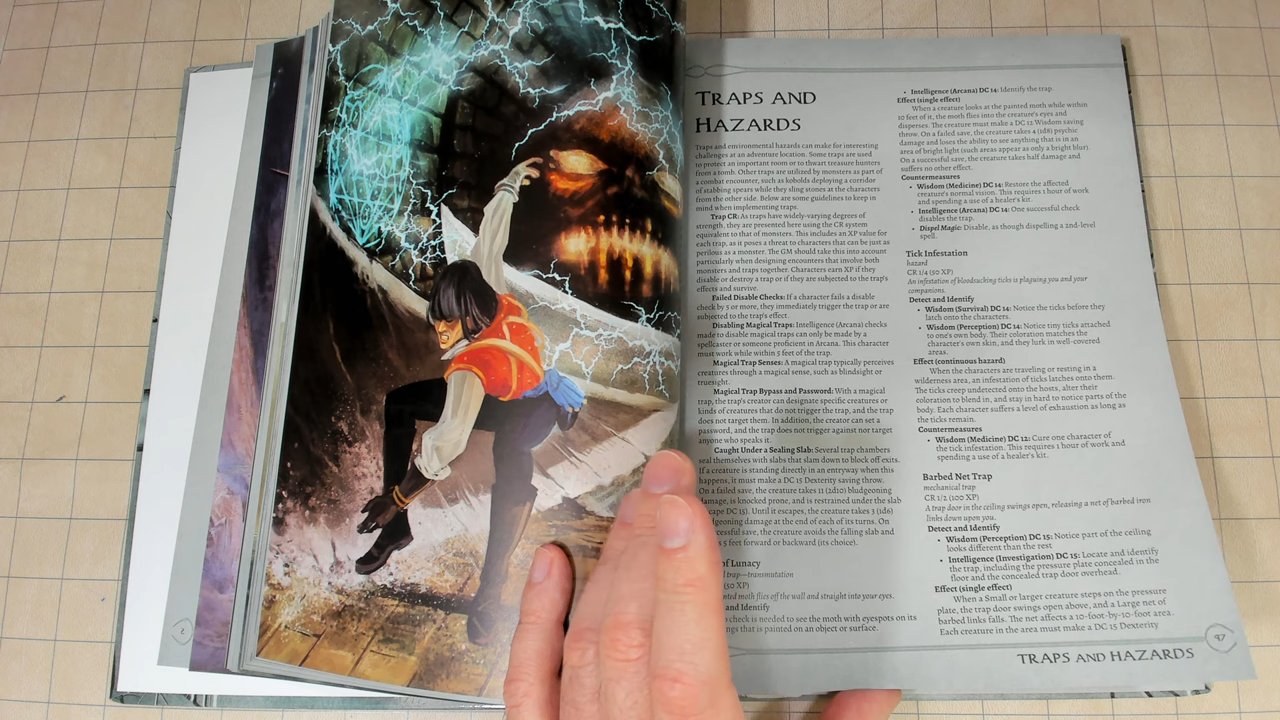 TRAPS AND
HAZARDS
Traps and environmental hazards can make for interesting
challenges at an adventure location. Some traps are used
to protect an important room or to thwart treasure hunters
from a tomb. Other traps are utilized by monsters as part of
a combat encounter, such as kobolds deploying a corridor
of stabbing spears while they sling stones at the characters
from the other side. Below are some guidelines to keep in
mind when implementing traps.
Trap CR: As traps have widely-varying degrees of
strength, they are presented here using the CR system
equivalent to that of monsters. This includes an XP value for
each trap, as it poses a threat to characters that can be just as
perilous as a monster. The GM should take this into account
particularly when designing encounters that involve both
monsters and traps together. Characters earn XP if they
disable or destroy a trap or if they are subjected to the trap's
effects and survive.
Failed Disable Checks: If a character fails a disable
check by 5 or more, they immediately trigger the trap or are
subjected to the trap's effect.
Disabling Magical Traps: Intelligence (Arcana) checks
made to disable magical traps can only be made by a
spellcaster or someone proficient in Arcana. This character
must work while within 5 feet of the trap.
Magical Trap Senses: A magical trap typically perceives
creatures through a magical sense, such as blindsight or
truesight.
Magical Trap Bypass and Password: With a magical
trap, the trap's creator can designate specific creatures or
kinds of creatures that do not trigger the trap, and the trap
does not target them. In addition, the creator can set a
password, and the trap does not trigger against nor target
anyone who speaks it.
Caught Under a Sealing Slab: Several trap chambers
seal themselves with slabs that slam down to block off exits.
If a creature is standing directly in an entryway when this
happens, it must make a DC 15 Dexterity saving throw.
On a failed save, the creature takes 11 (2d10) bludgeoning
damage, is knocked prone, and is restrained under the slab
DC 15). Until it escapes, the creature takes 3 (1d6)
damage at the end of each of its turns. On
save, the creature avoids the falling slab and
5 feet forward or backward (its choice).
of Lunacy
trap—transmutation
(50 XP)
moth flies off the wall and straight into your eyes.
and Identify
check is needed to see the moth with eyespots on its
that is painted on an object or surface.
• Intelligence (Arcana) DC 14: Identify the trap.
Effect (single effect)
When a creature looks at the painted moth while within
10 feet of it, the moth flies into the creature's eyes and
disperses. The creature must make a DC 12 Wisdom saving
throw. On a failed save, the creature takes 4 (1d8) psychic
damage and loses the ability to see anything that is in an
area of bright light (such areas appear as only a bright blur).
On a successful save, the creature takes half damage and
suffers no other effect.
Countermeasures
• Wisdom (Medicine) DC 14: Restore the affected
creature's normal vision. This requires 1 hour of work
and spending a use of a healer's kit.
• Intelligence (Arcana) DC 14: One successful check
disables the trap.
• Dispel Magic: Disable, as though dispelling a 2nd-level
spell.
Tick Infestation
hazard
CR 1/4 (50 XP)
An infestation of bloodsucking ticks is plaguing you and your
companions.
Detect and Identify
• Wisdom (Survival) DC 14: Notice the ticks before they
latch onto the characters.
• Wisdom (Perception) DC 14: Notice tiny ticks attached
to one's own body. Their coloration matches the
character's own skin, and they lurk in well-covered
areas.
Effect (continuous hazard)
When the characters are traveling or resting in a
wilderness area, an infestation of ticks latches onto them.
The ticks creep undetected onto the hosts, alter their
coloration to blend in, and stay in hard to notice parts of the
body. Each character suffers a level of exhaustion as long as
the ticks remain.
Countermeasures
• Wisdom (Medicine) DC 12: Cure one character of
the tick infestation. This requires 1 hour of work and
spending a use of a healer's kit.
Barbed Net Trap
mechanical trap
CR 1/2 (100 XP)
A trap door in the ceiling swings open, releasing a net of barbed iron
links down upon you.
Detect and Identify
• Wisdom (Perception) DC 15: Notice part of the ceiling
looks different than the rest
• Intelligence (Investigation) DC 15: Locate and identify
the trap, including the pressure plate concealed in the
floor and the concealed trap door overhead.
Effect (single effect)
When a Small or larger creature steps on the pressure
plate, the trap door swings open above, and a Large net of
barbed links falls. The net affects a 10-foot-by-10-foot area.
Each creature in the area must make a DC 15 Dexterity
TRAPS AND HAZARDS
97